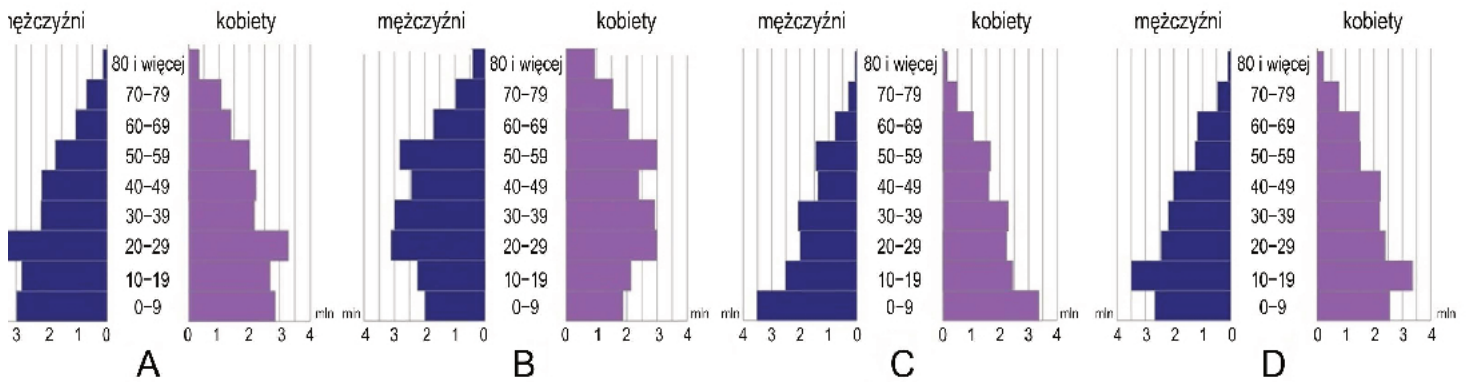 mężczyźni kobiety mężczyźni kobiety mężczyźni kobiety mężczyźni kobiety
80 i więcej 80 i więcej 80 i więcej 80 i więcej
70-79 70-79 70-79 70-79
60-69 60-69 60-69 60-69
50-59 50-59 50-59 50-59
40-49 40-49 40-49 40-49
30-39 30-39 30-39 30-39
20-29 20-29 20-29 20-29
10-19 10-19 10-19 10-19
0-9 mln mln 0-9 mln mln 0-9 mln mln 0-9 mln
3 2 1 0 0 1 2 3 4 4 3 2 1 0 0 1 2 3 4 4 3 2 1 0 0 1 2 3 4 4 3 2 1 0 0 1 2 3 4
A B C D